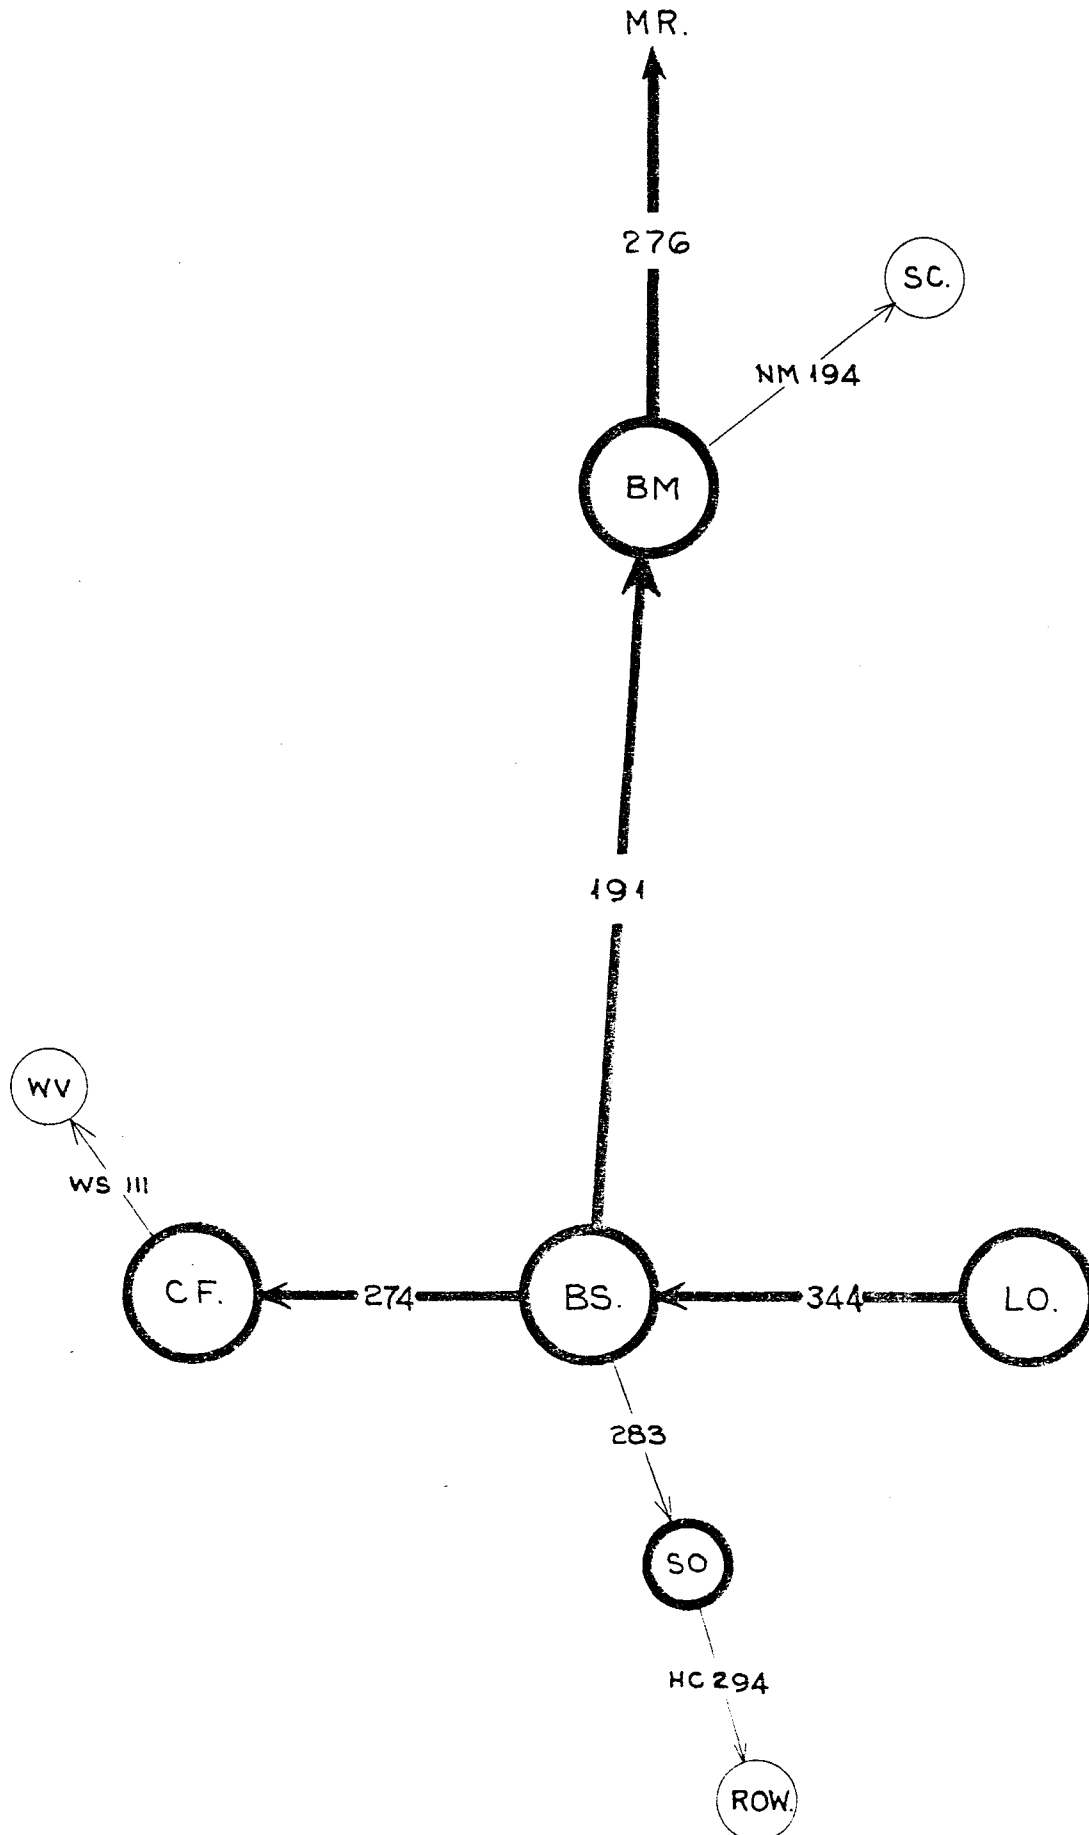 MR.
276
SC.
NM 194
BM
191
WV
WS 111
C F.
274
BS.
344
LO.
283
SO
HC 294
ROW.